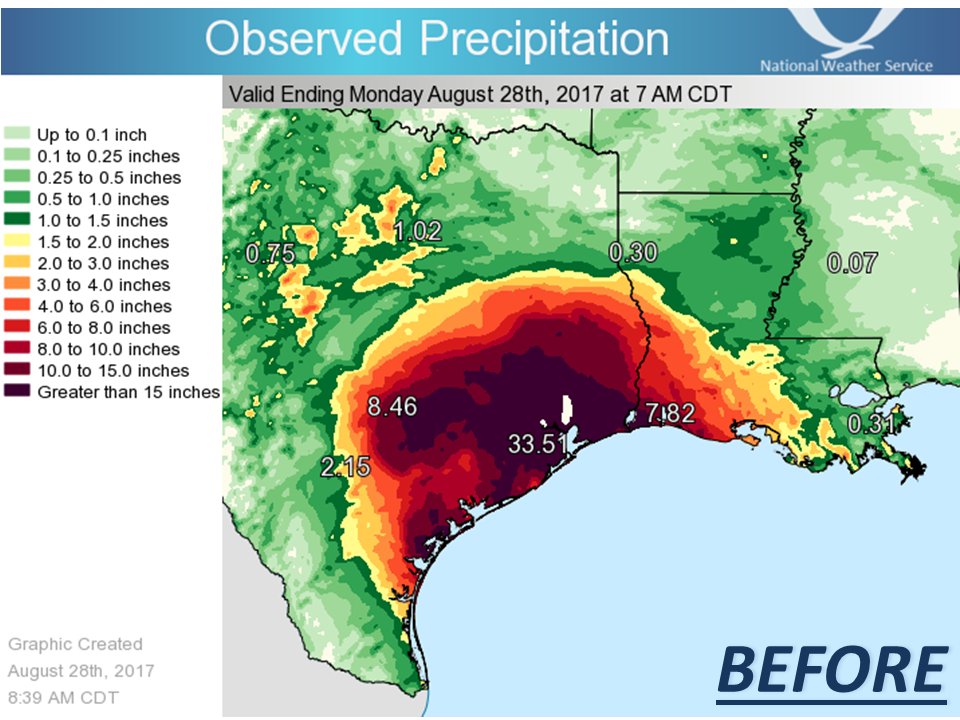 Observed Precipitation
National Weather Service
Valid Ending Monday August 28th, 2017 at 7 AM CDT
Up to 0.1 inch
0.1 to 0.25 inches
0.25 to 0.5 inches
0.5 to 1.0 inches
1.0 to 1.5 inches
1.5 to 2.0 inches
2.0 to 3.0 inches
3.0 to 4.0 inches
4.0 to 6.0 inches
6.0 to 8.0 inches
8.0 to 10.0 inches
10.0 to 15.0 inches
Greater than 15 inches
1.02
0.75
0.30
0.07
8.46
7.82
0.31
33.51
2.15
Graphic Created
August 28th, 2017
8:39 AM CDT
BEFORE